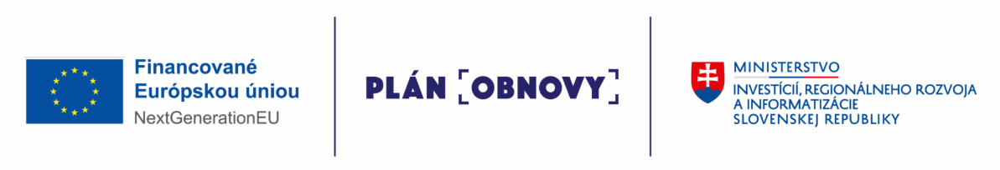 Financované
Európskou úniou
NextGenerationEU
PLÁN [OBNOVY]
MINISTERSTVO
INVESTÍCIÍ, REGIONÁLNEHO ROZVOJA
A INFORMATIZÁCIE
SLOVENSKEJ REPUBLIKY